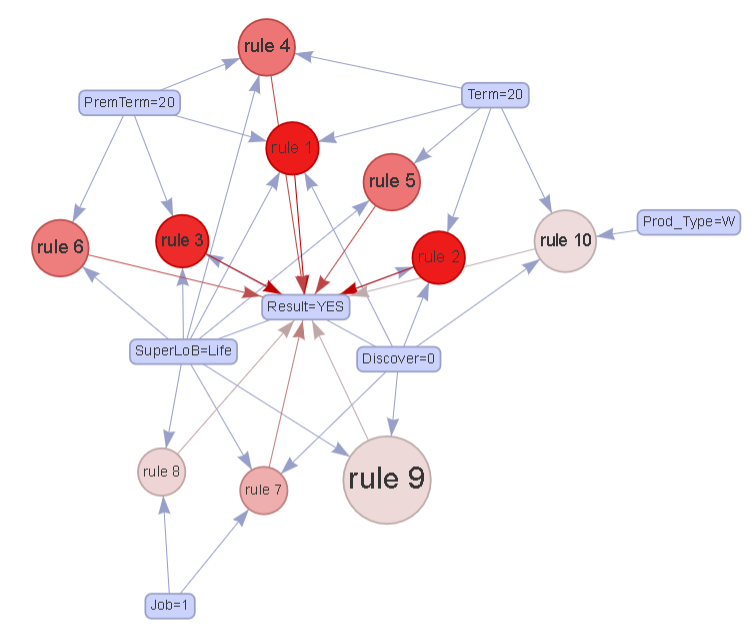 rule 4
PremTerm=20
Term=20
rule 1
rule 5
Prod_Type=W
rule 6
rule 3
rule 2
rule 10
Result=YES
SuperLoB=Life
Discover=0
rule 8
rule 7
rule 9
Job=1